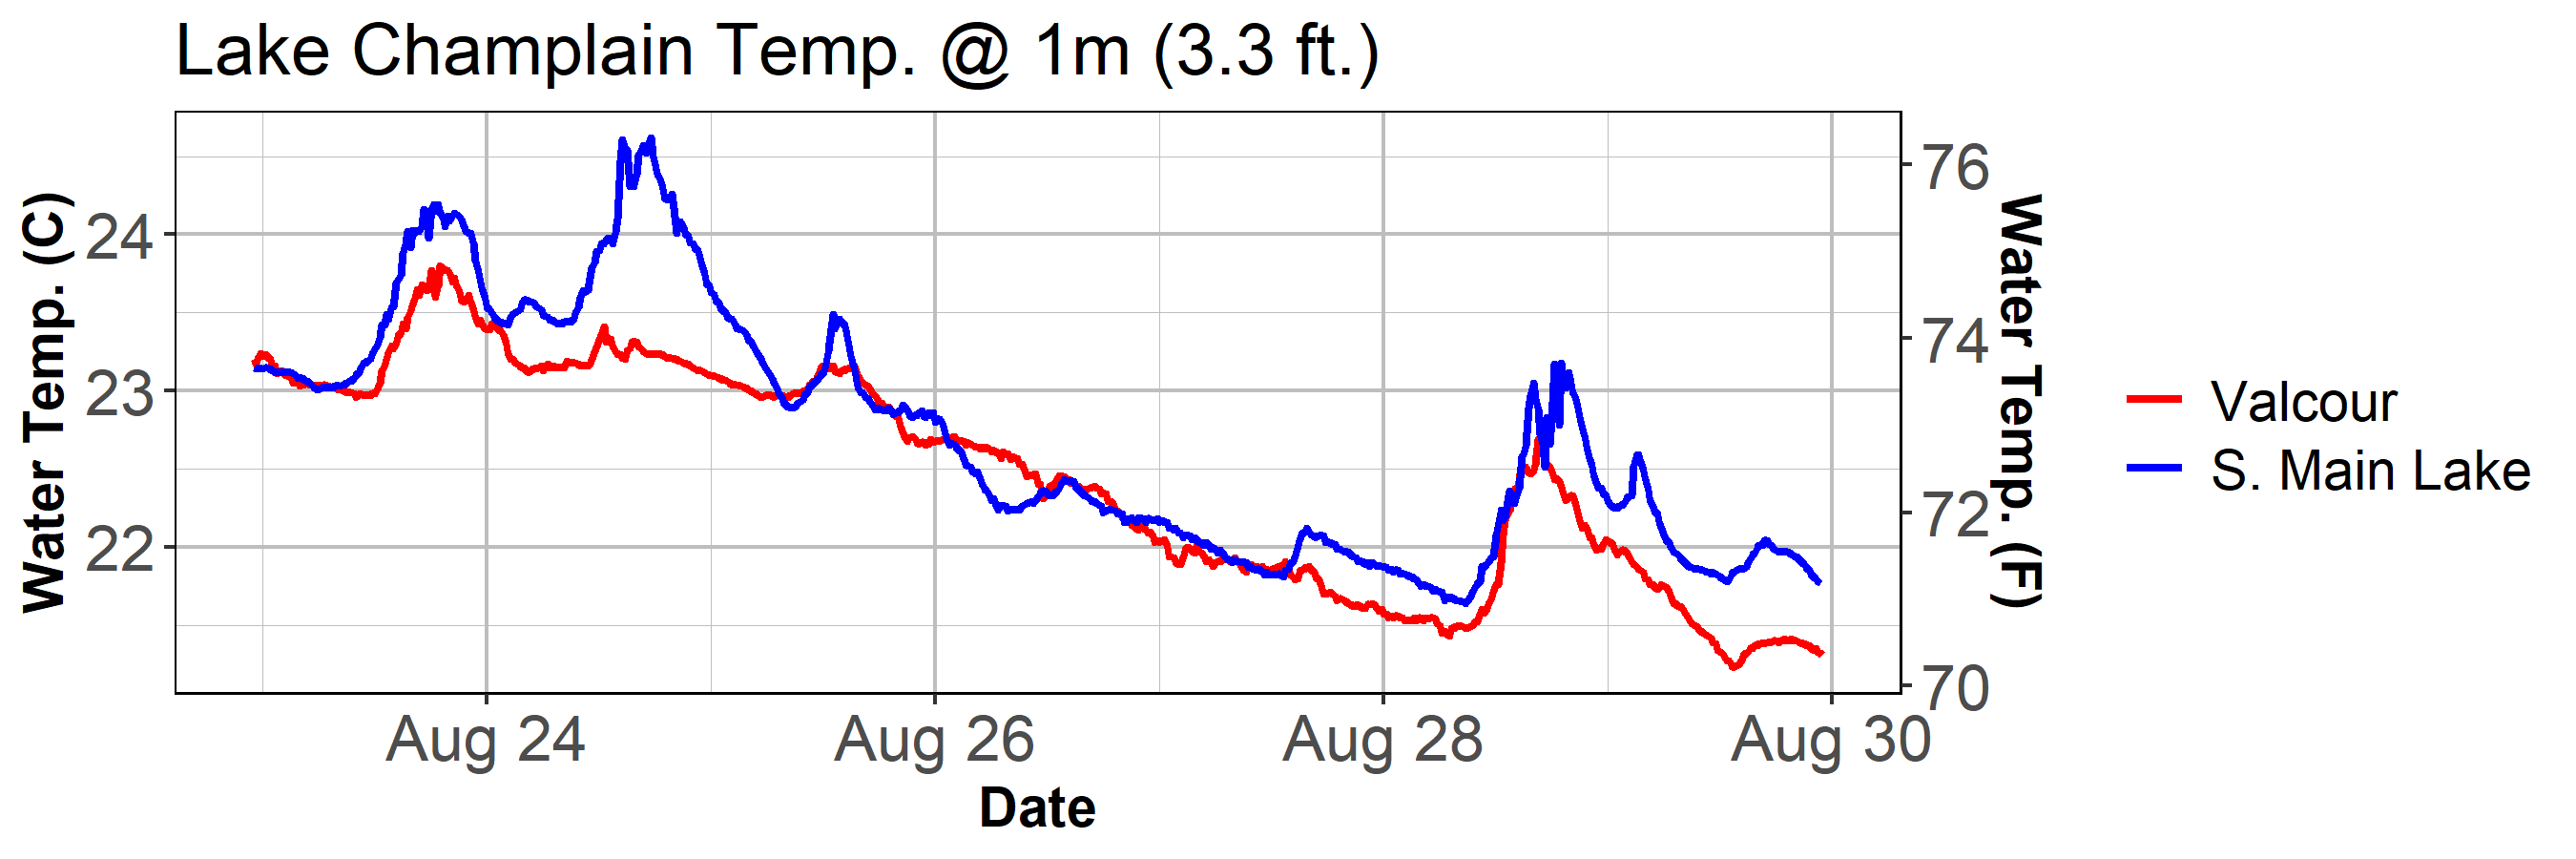 Lake Champlain Temp. @ 1m (3.3 ft.)
Water Temp. (C)
24
23
22
76
74
72
70
Water Temp. (F)
Aug 24
Aug 26
Aug 28
Aug 30
Date
Valcour
S. Main Lake